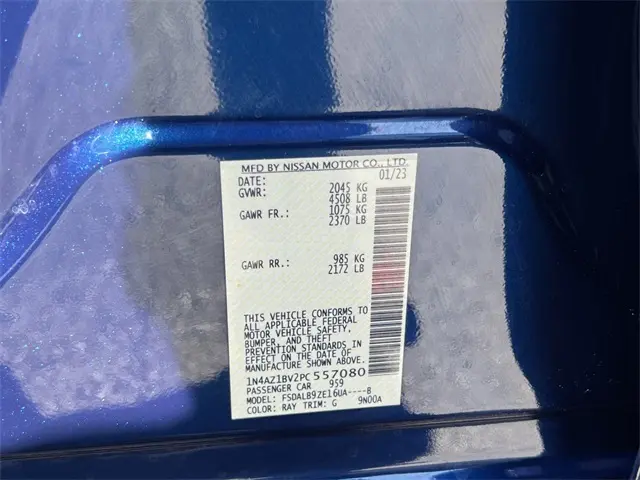 MFD BY NISSAN MOTOR CO., LTD.
DATE: 01/23
GVWR: 2045 KG
4508 LB
GAWR FR.: 1075 KG
2370 LB
GAWR RR.: 985 KG
2172 LB
THIS VEHICLE CONFORMS TO
ALL APPLICABLE FEDERAL
MOTOR VEHICLE SAFETY,
BUMPER, AND THEFT
PREVENTION STANDARDS IN
EFFECT ON THE DATE OF
MANUFACTURE SHOWN ABOVE.
1N4AZ1BV2PC557080
PASSENGER CAR 959
MODEL: FSDALB9ZE16UA----B
COLOR: RAY TRIM: G 9N00A